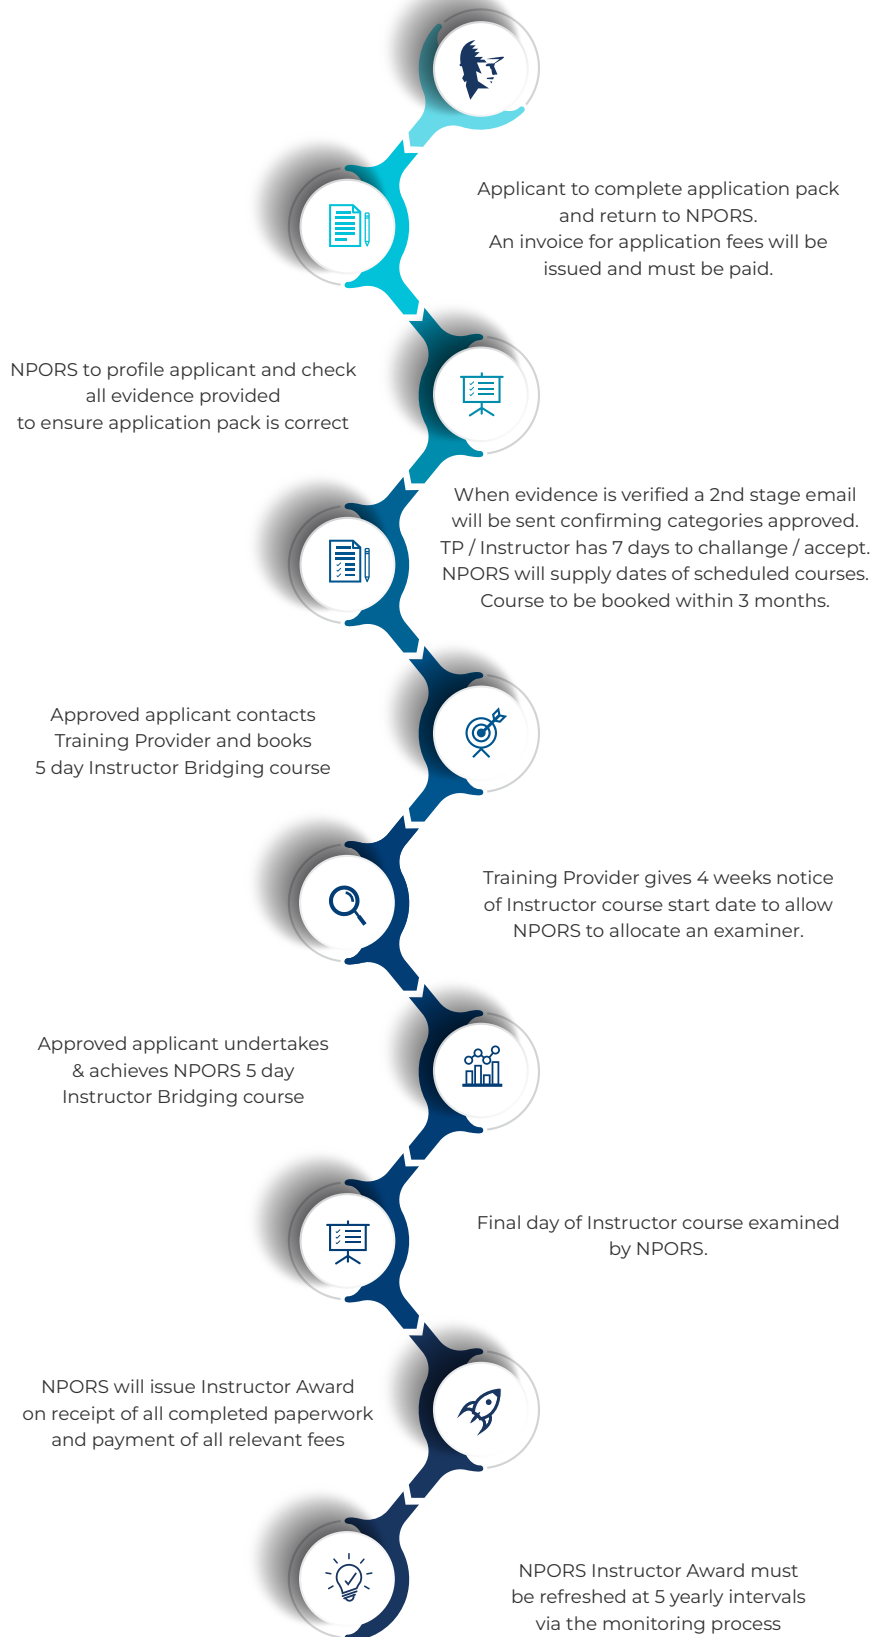 Applicant to complete application pack
and return to NPORS.
An invoice for application fees will be
issued and must be paid.
NPORS to profile applicant and check
all evidence provided
to ensure application pack is correct
When evidence is verified a 2nd stage email
will be sent confirming categories approved.
TP / Instructor has 7 days to challange / accept.
NPORS will supply dates of scheduled courses.
Course to be booked within 3 months.
Approved applicant contacts
Training Provider and books
5 day Instructor Bridging course
Training Provider gives 4 weeks notice
of Instructor course start date to allow
NPORS to allocate an examiner.
Approved applicant undertakes
& achieves NPORS 5 day
Instructor Bridging course
Final day of Instructor course examined
by NPORS.
NPORS will issue Instructor Award
on receipt of all completed paperwork
and payment of all relevant fees
NPORS Instructor Award must
be refreshed at 5 yearly intervals
via the monitoring process